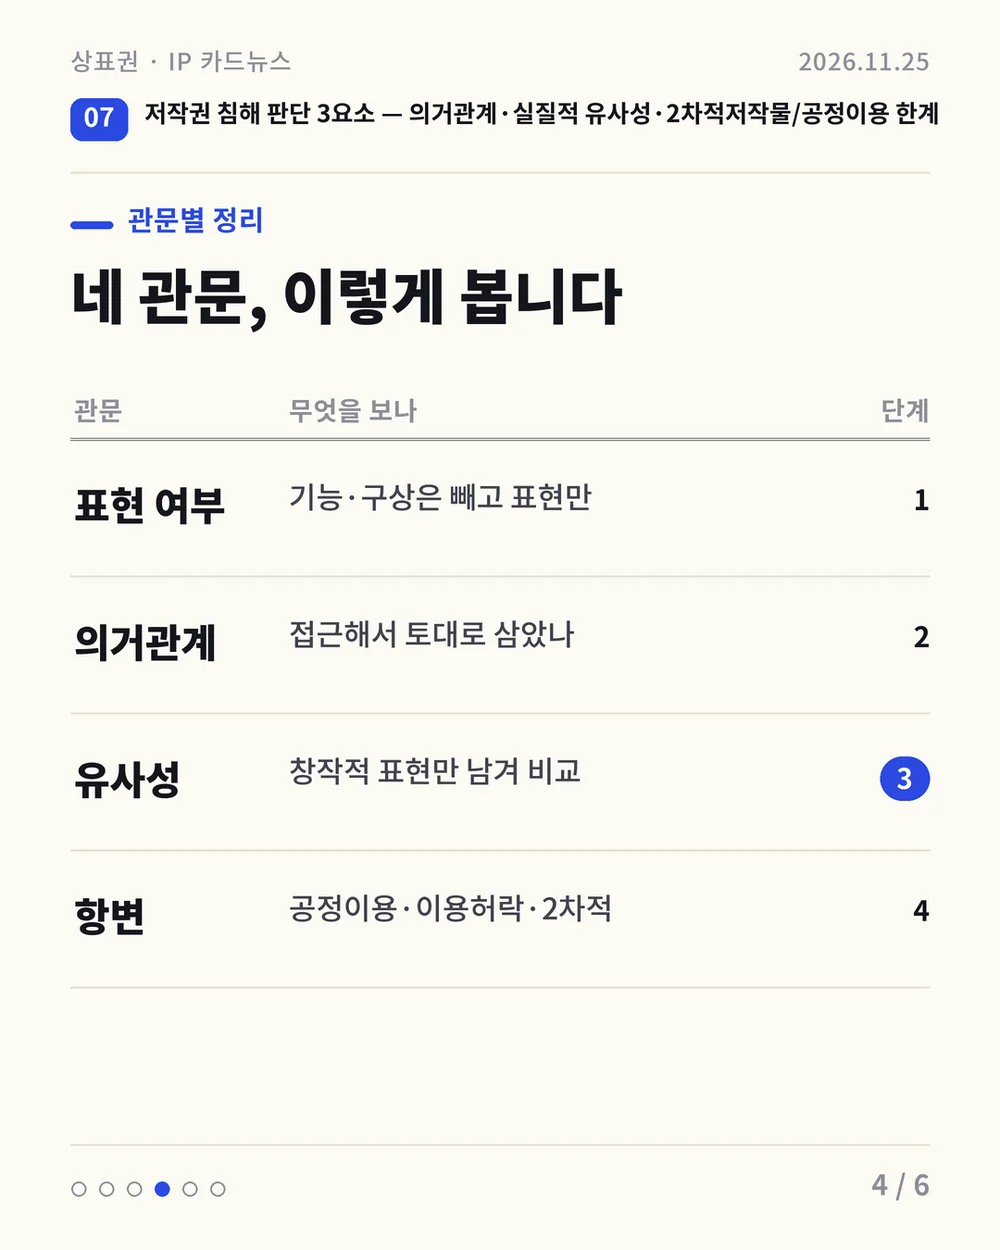 상표권 · IP 카드뉴스
2026.11.25
07 저작권 침해 판단 3요소 — 의거관계·실질적 유사성·2차적저작물/공정이용 한계
관문별 정리
네 관문, 이렇게 봅니다
관문 무엇을 보나 단계
표현 여부 기능·구상은 빼고 표현만 1
의거관계 접근해서 토대로 삼았나 2
유사성 창작적 표현만 남겨 비교 3
항변 공정이용·이용허락·2차적 4
4 / 6